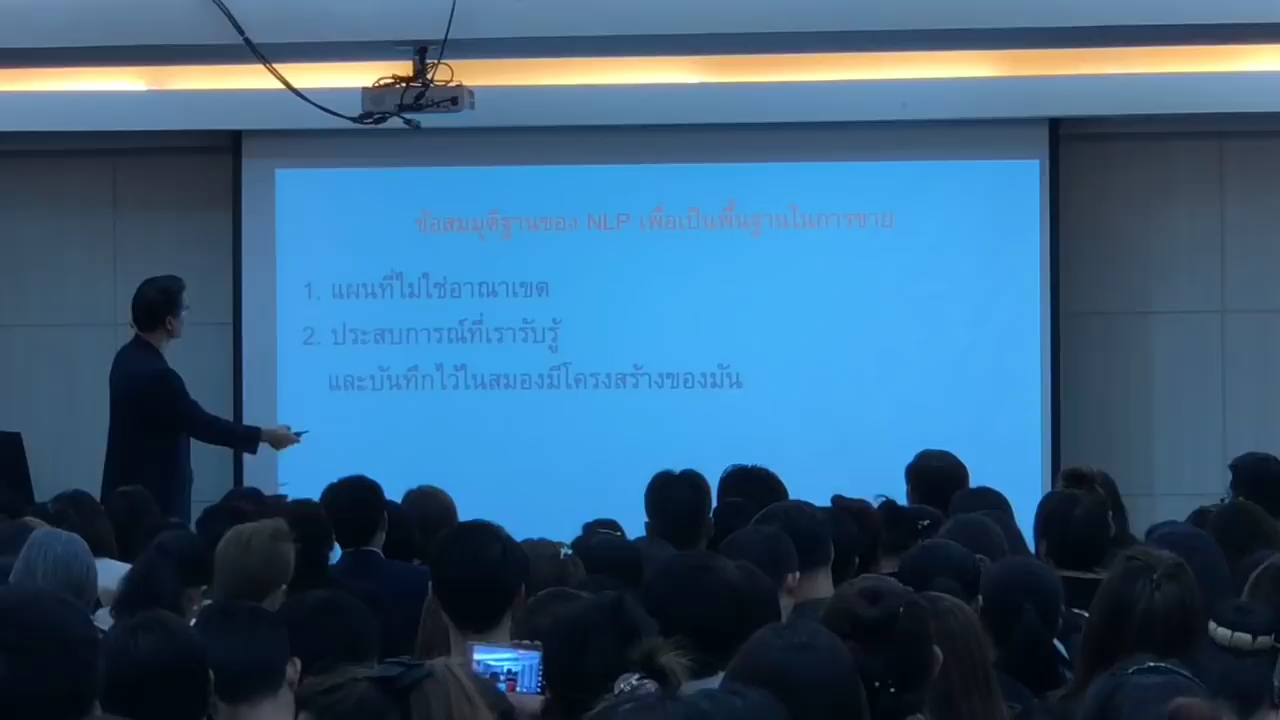 ข้อสมมุติฐานของ NLP เพื่อเป็นพื้นฐานในการขาย
1. แผนที่ไม่ใช่อาณาเขต
2. ประสบการณ์ที่เรารับรู้
และบันทึกไว้ในสมองมีโครงสร้างของมัน